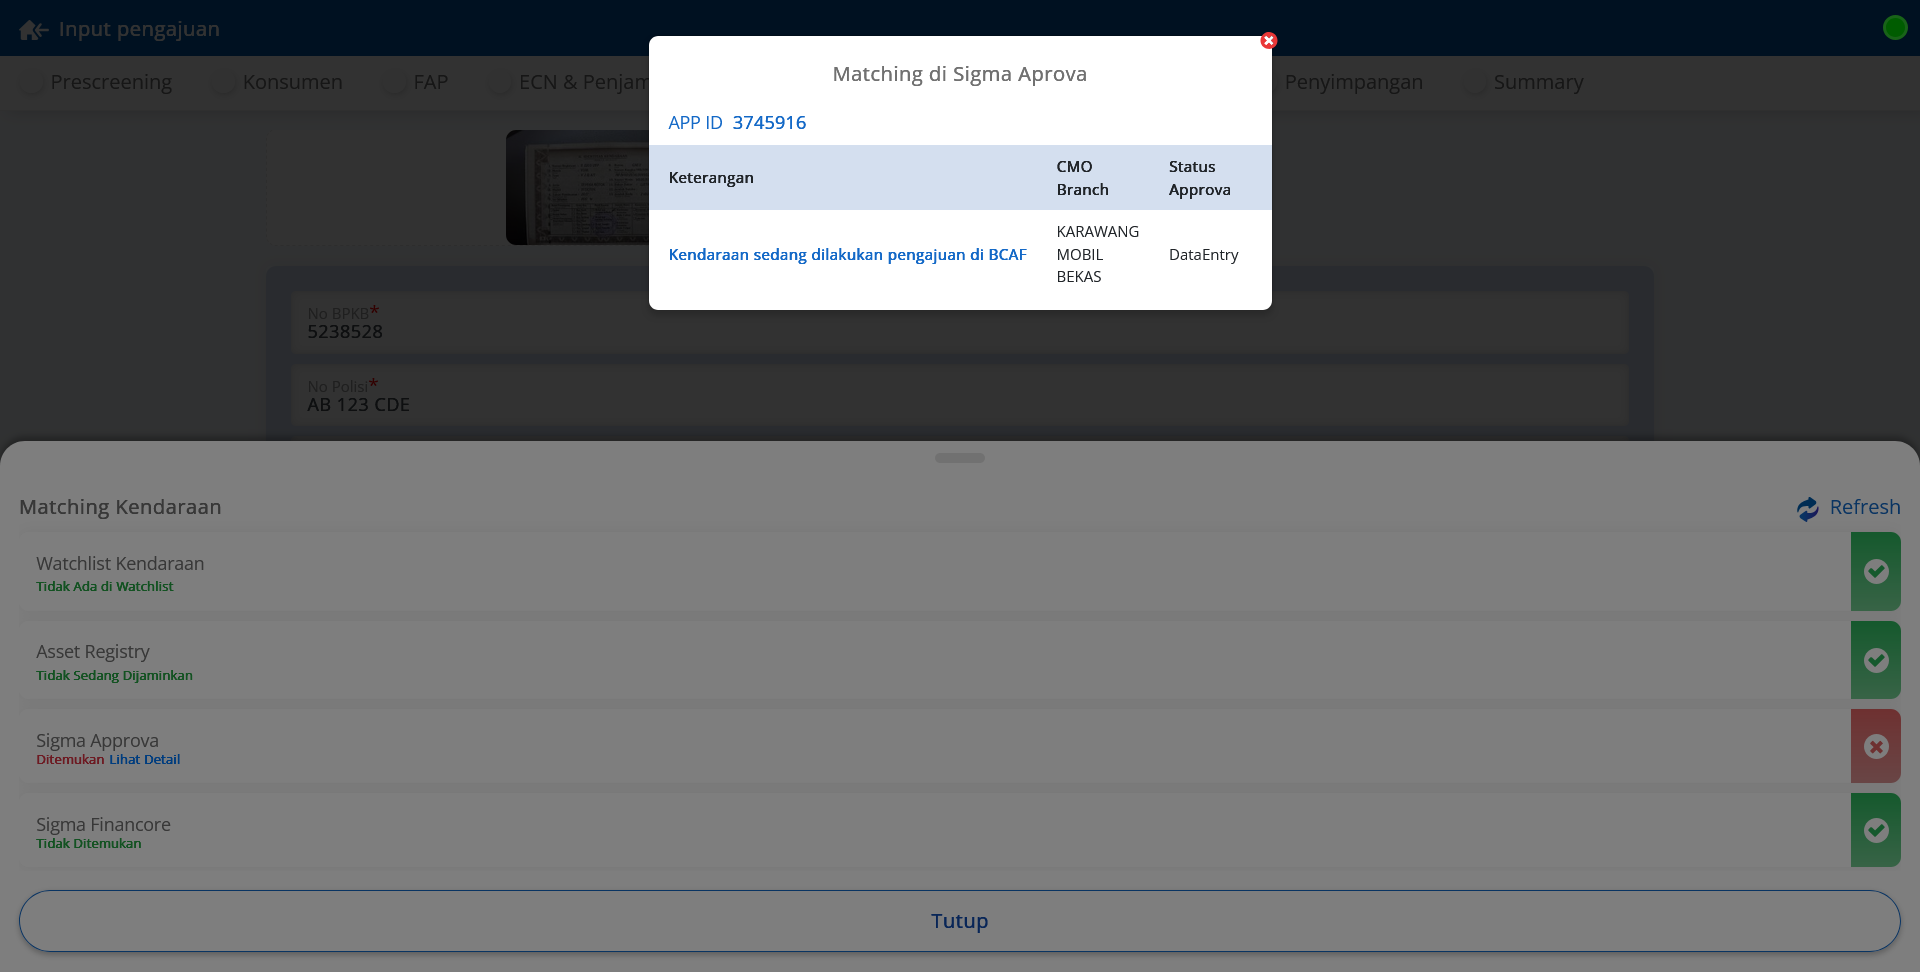 Input pengajuan
Prescreening
Konsumen
FAP
ECN & Penjam
Penyimpangan
Summary
Matching di Sigma Aprova
APP ID 3745916
Keterangan
CMO
Branch
Status
Approva
Kendaraan sedang dilakukan pengajuan di BCAF
KARAWANG
MOBIL
BEKAS
DataEntry
No BPKB*
5238528
No Polisi*
AB 123 CDE
Matching Kendaraan
Refresh
Watchlist Kendaraan
Tidak Ada di Watchlist
Asset Registry
Tidak Sedang Dijaminkan
Sigma Approva
Ditemukan Lihat Detail
Sigma Financore
Tidak Ditemukan
Tutup